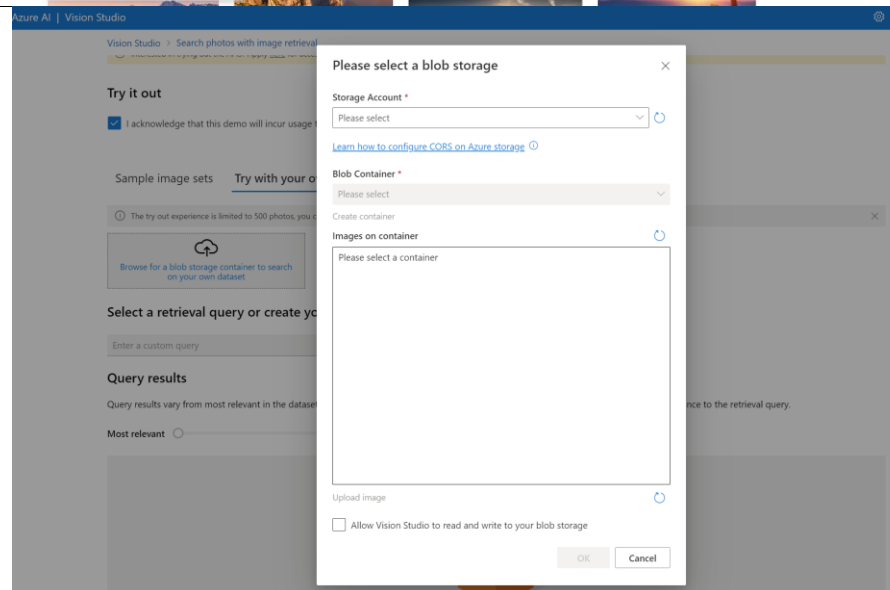 Azure AI | Vision Studio
Vision Studio > Search photos with image retrieval
Try it out
I acknowledge that this demo will incur usage
Sample image sets
Try with your o
The try out experience is limited to 500 photos, you c
Browse for a blob storage container to search
on your own dataset
Select a retrieval query or create yo
Enter a custom query
Query results
Query results vary from most relevant in the dataset
nce to the retrieval query.
Most relevant
Please select a blob storage
Storage Account *
Please select
Learn how to configure CORS on Azure storage
Blob Container *
Please select
Create container
Images on container
Please select a container
Upload image
Allow Vision Studio to read and write to your blob storage
OK
Cancel